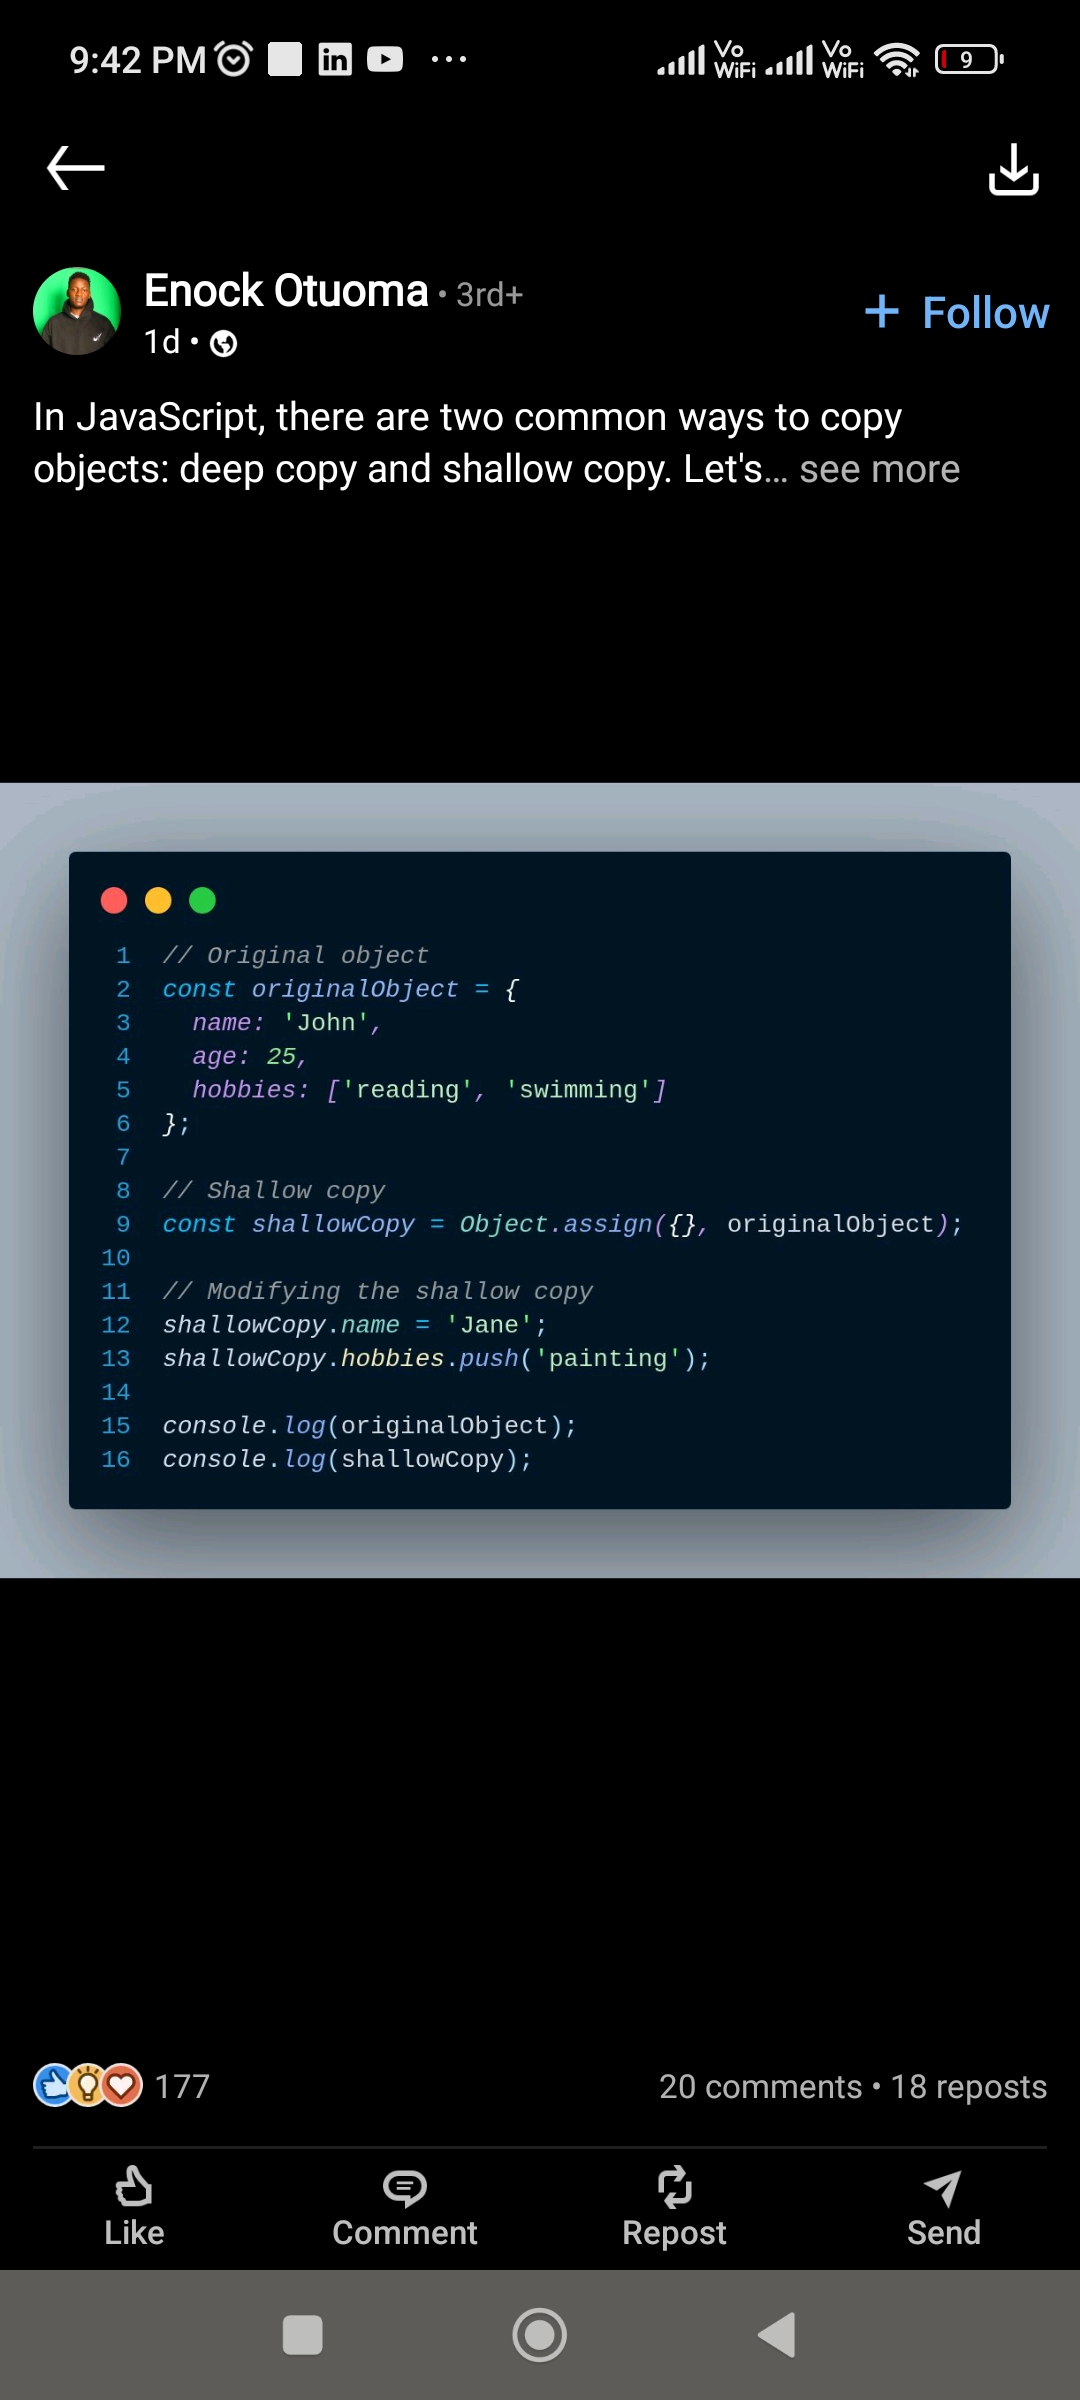 9:42 PM in ... Vo WiFi Vo WiFi 9
Enock Otuoma • 3rd+
1d •
+ Follow
In JavaScript, there are two common ways to copy
objects: deep copy and shallow copy. Let's... see more
1 // Original object
2 const originalObject = {
3 name: 'John',
4 age: 25,
5 hobbies: ['reading', 'swimming']
6 };
7
8 // Shallow copy
9 const shallowCopy = Object.assign({}, originalObject);
10
11 // Modifying the shallow copy
12 shallowCopy.name = 'Jane';
13 shallowCopy.hobbies.push('painting');
14
15 console.log(originalObject);
16 console.log(shallowCopy);
177 20 comments • 18 reposts
Like Comment Repost Send